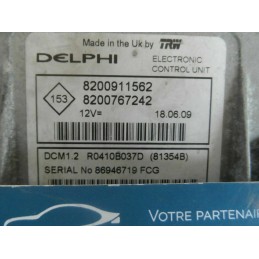 Made in the Uk by TRW
DELPHI
ELECTRONIC
CONTROL UNIT
153
8200911562
8200767242
12V=
18.06.09
DCM1.2 R0410B037D (81354B)
SERIAL No 86946719 FCG
VOTRE PARTENAI